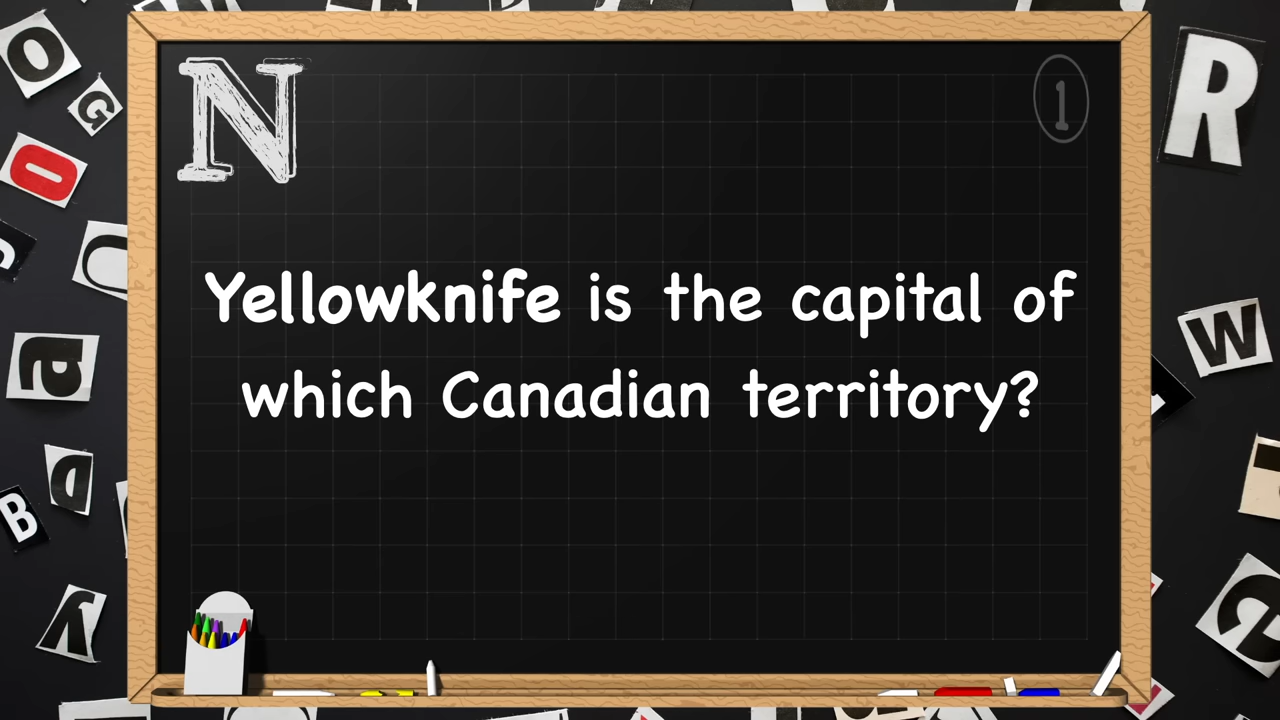 N
1
Yellowknife is the capital of
which Canadian territory?
O
G
O
a
D
B
y
R
W